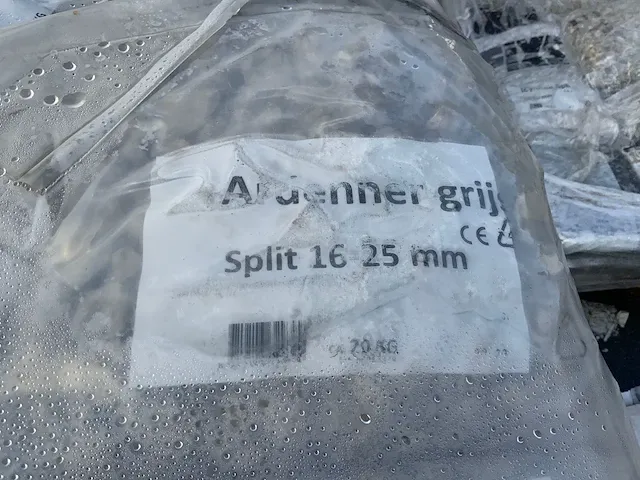 Ardenner grijs
CE
Split 16-25 mm
20 KG